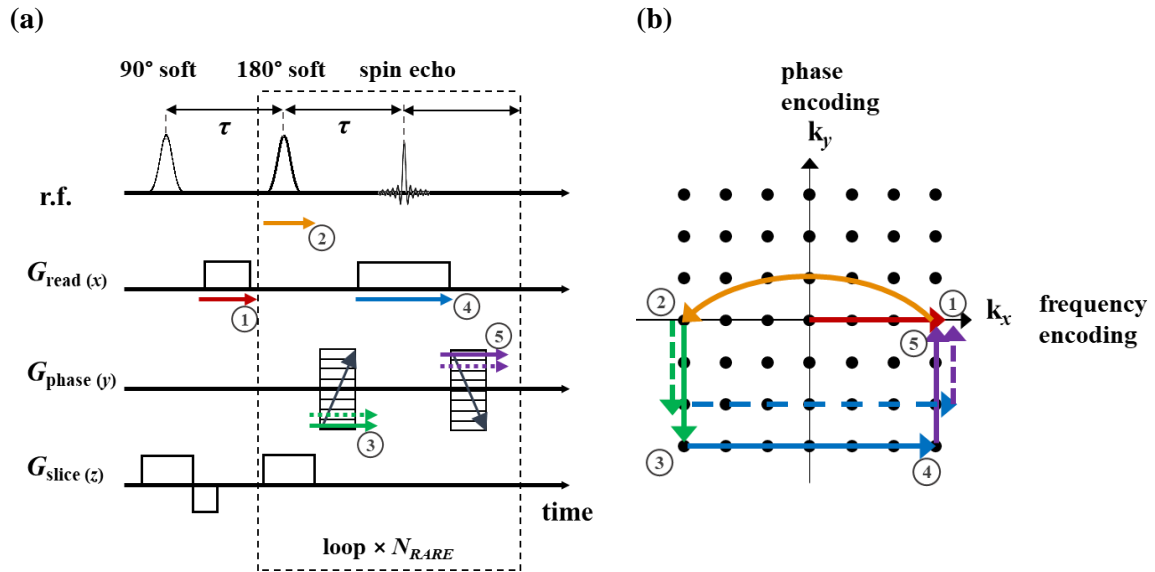 (a)
90° soft
180° soft
spin echo
τ
τ
r.f.
②
G read (x)
①
④
⑤
G phase (y)
③
G slice (z)
time
loop × N RARE
(b)
phase
encoding
k y
②
①
k x
frequency
encoding
⑤
③
④